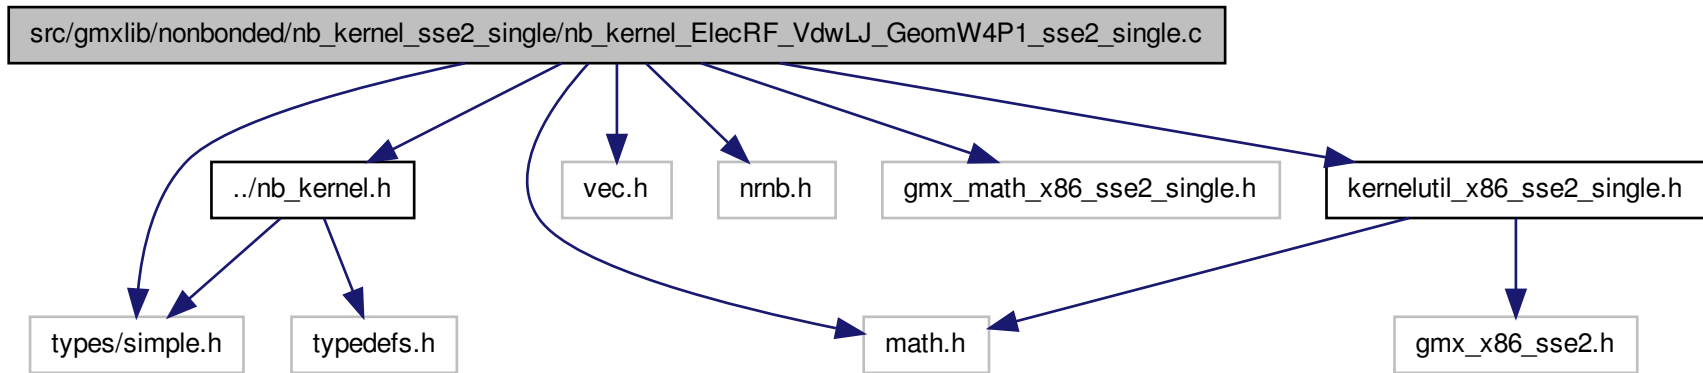 src/gmxlib/nonbonded/nb_kernel_sse2_single/nb_kernel_ElecRF_VdwLJ_GeomW4P1_sse2_single.c
../nb_kernel.h
vec.h
nrnb.h
gmx_math_x86_sse2_single.h
kernelutil_x86_sse2_single.h
types/simple.h
typedefs.h
math.h
gmx_x86_sse2.h